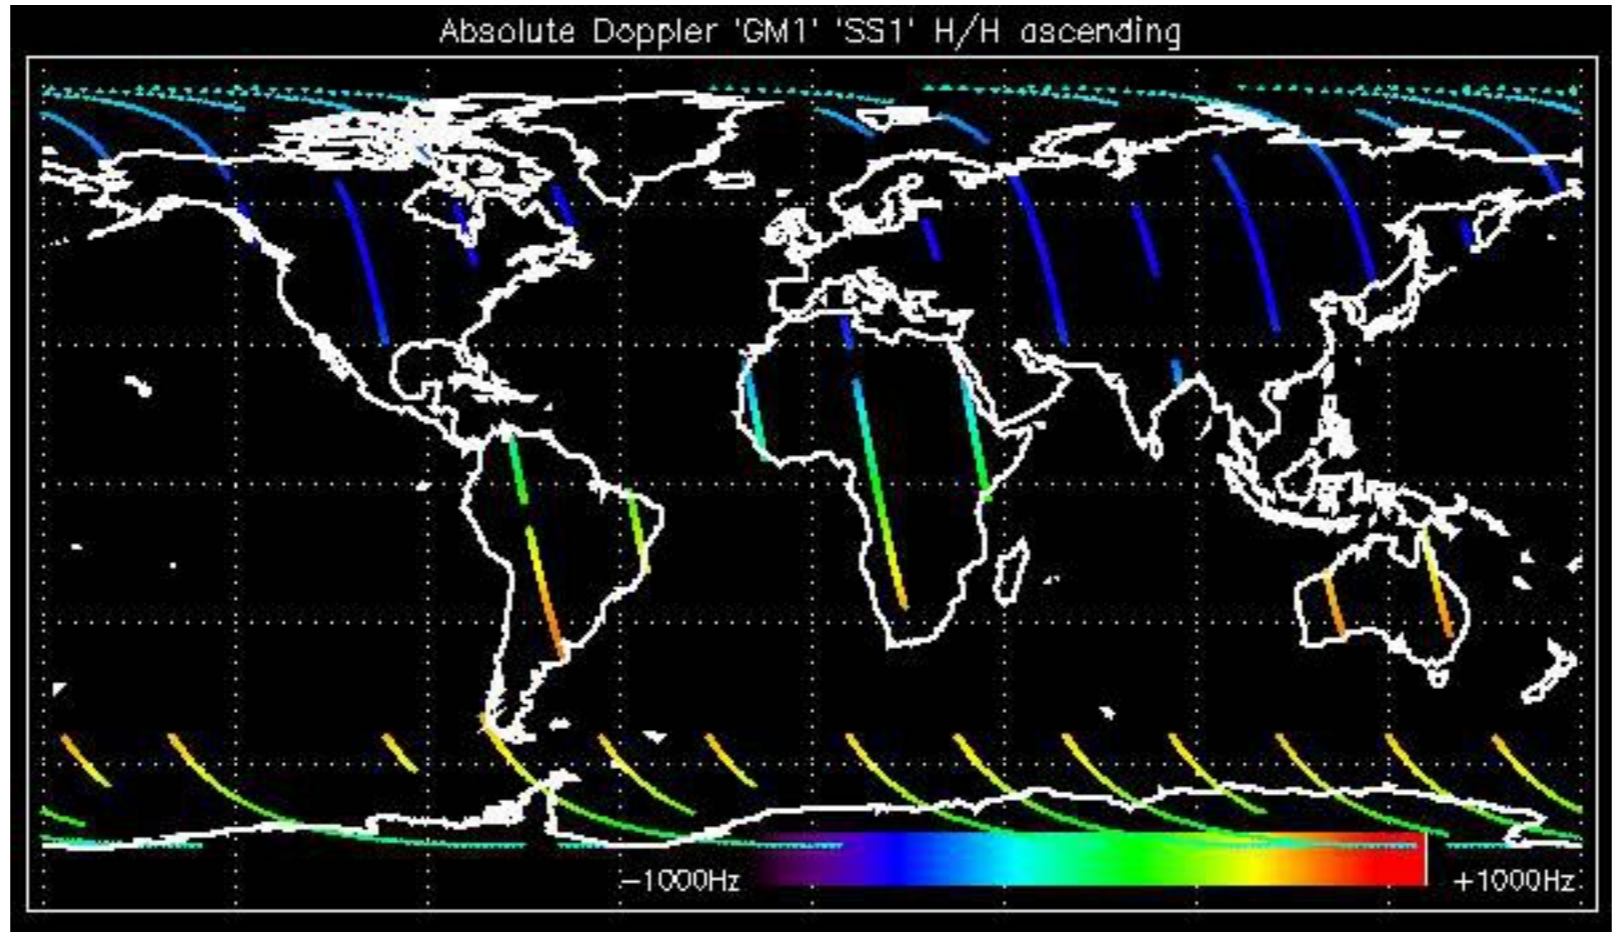 Absolute Doppler 'GM1' 'SS1' H/H ascending
−1000Hz
+1000Hz